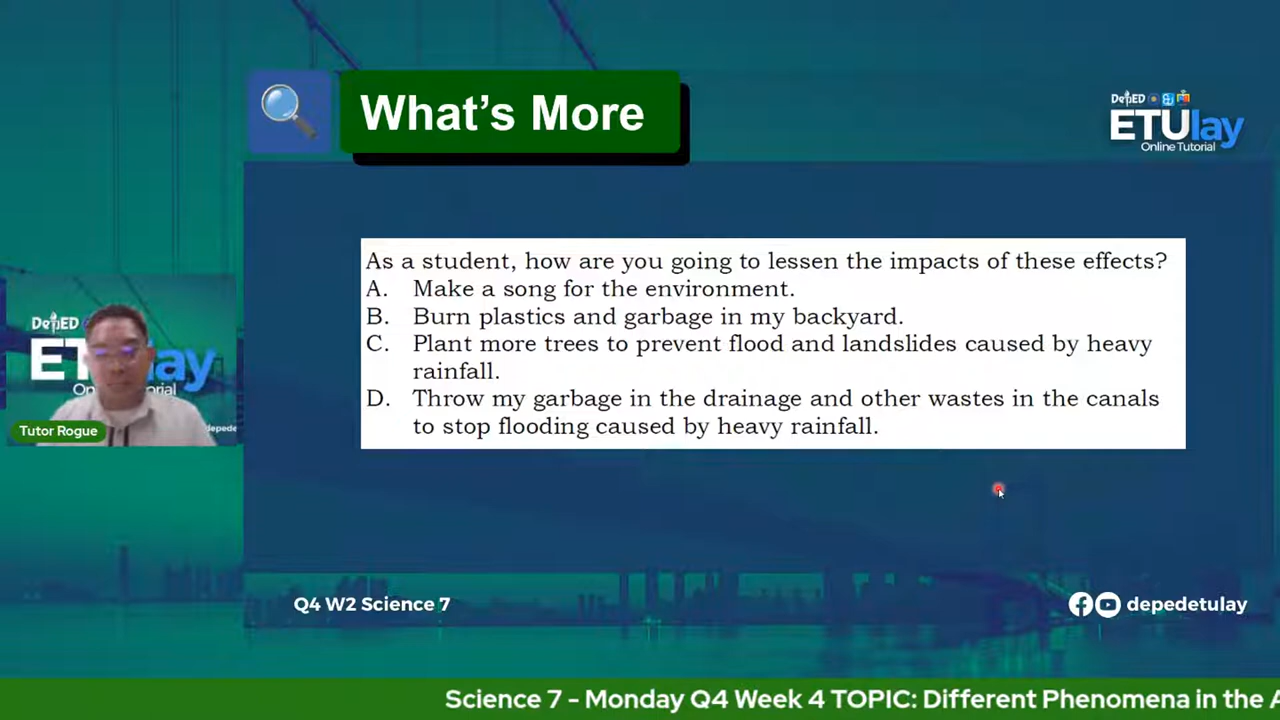 What's More
DepED
ETUlay
Online Tutorial
As a student, how are you going to lessen the impacts of these effects?
A. Make a song for the environment.
B. Burn plastics and garbage in my backyard.
C. Plant more trees to prevent flood and landslides caused by heavy
rainfall.
D. Throw my garbage in the drainage and other wastes in the canals
to stop flooding caused by heavy rainfall.
DepED
Tutor Rogue
Q4 W2 Science 7
depedetulay
Science 7 - Monday Q4 Week 4 TOPIC: Different Phenomena in the